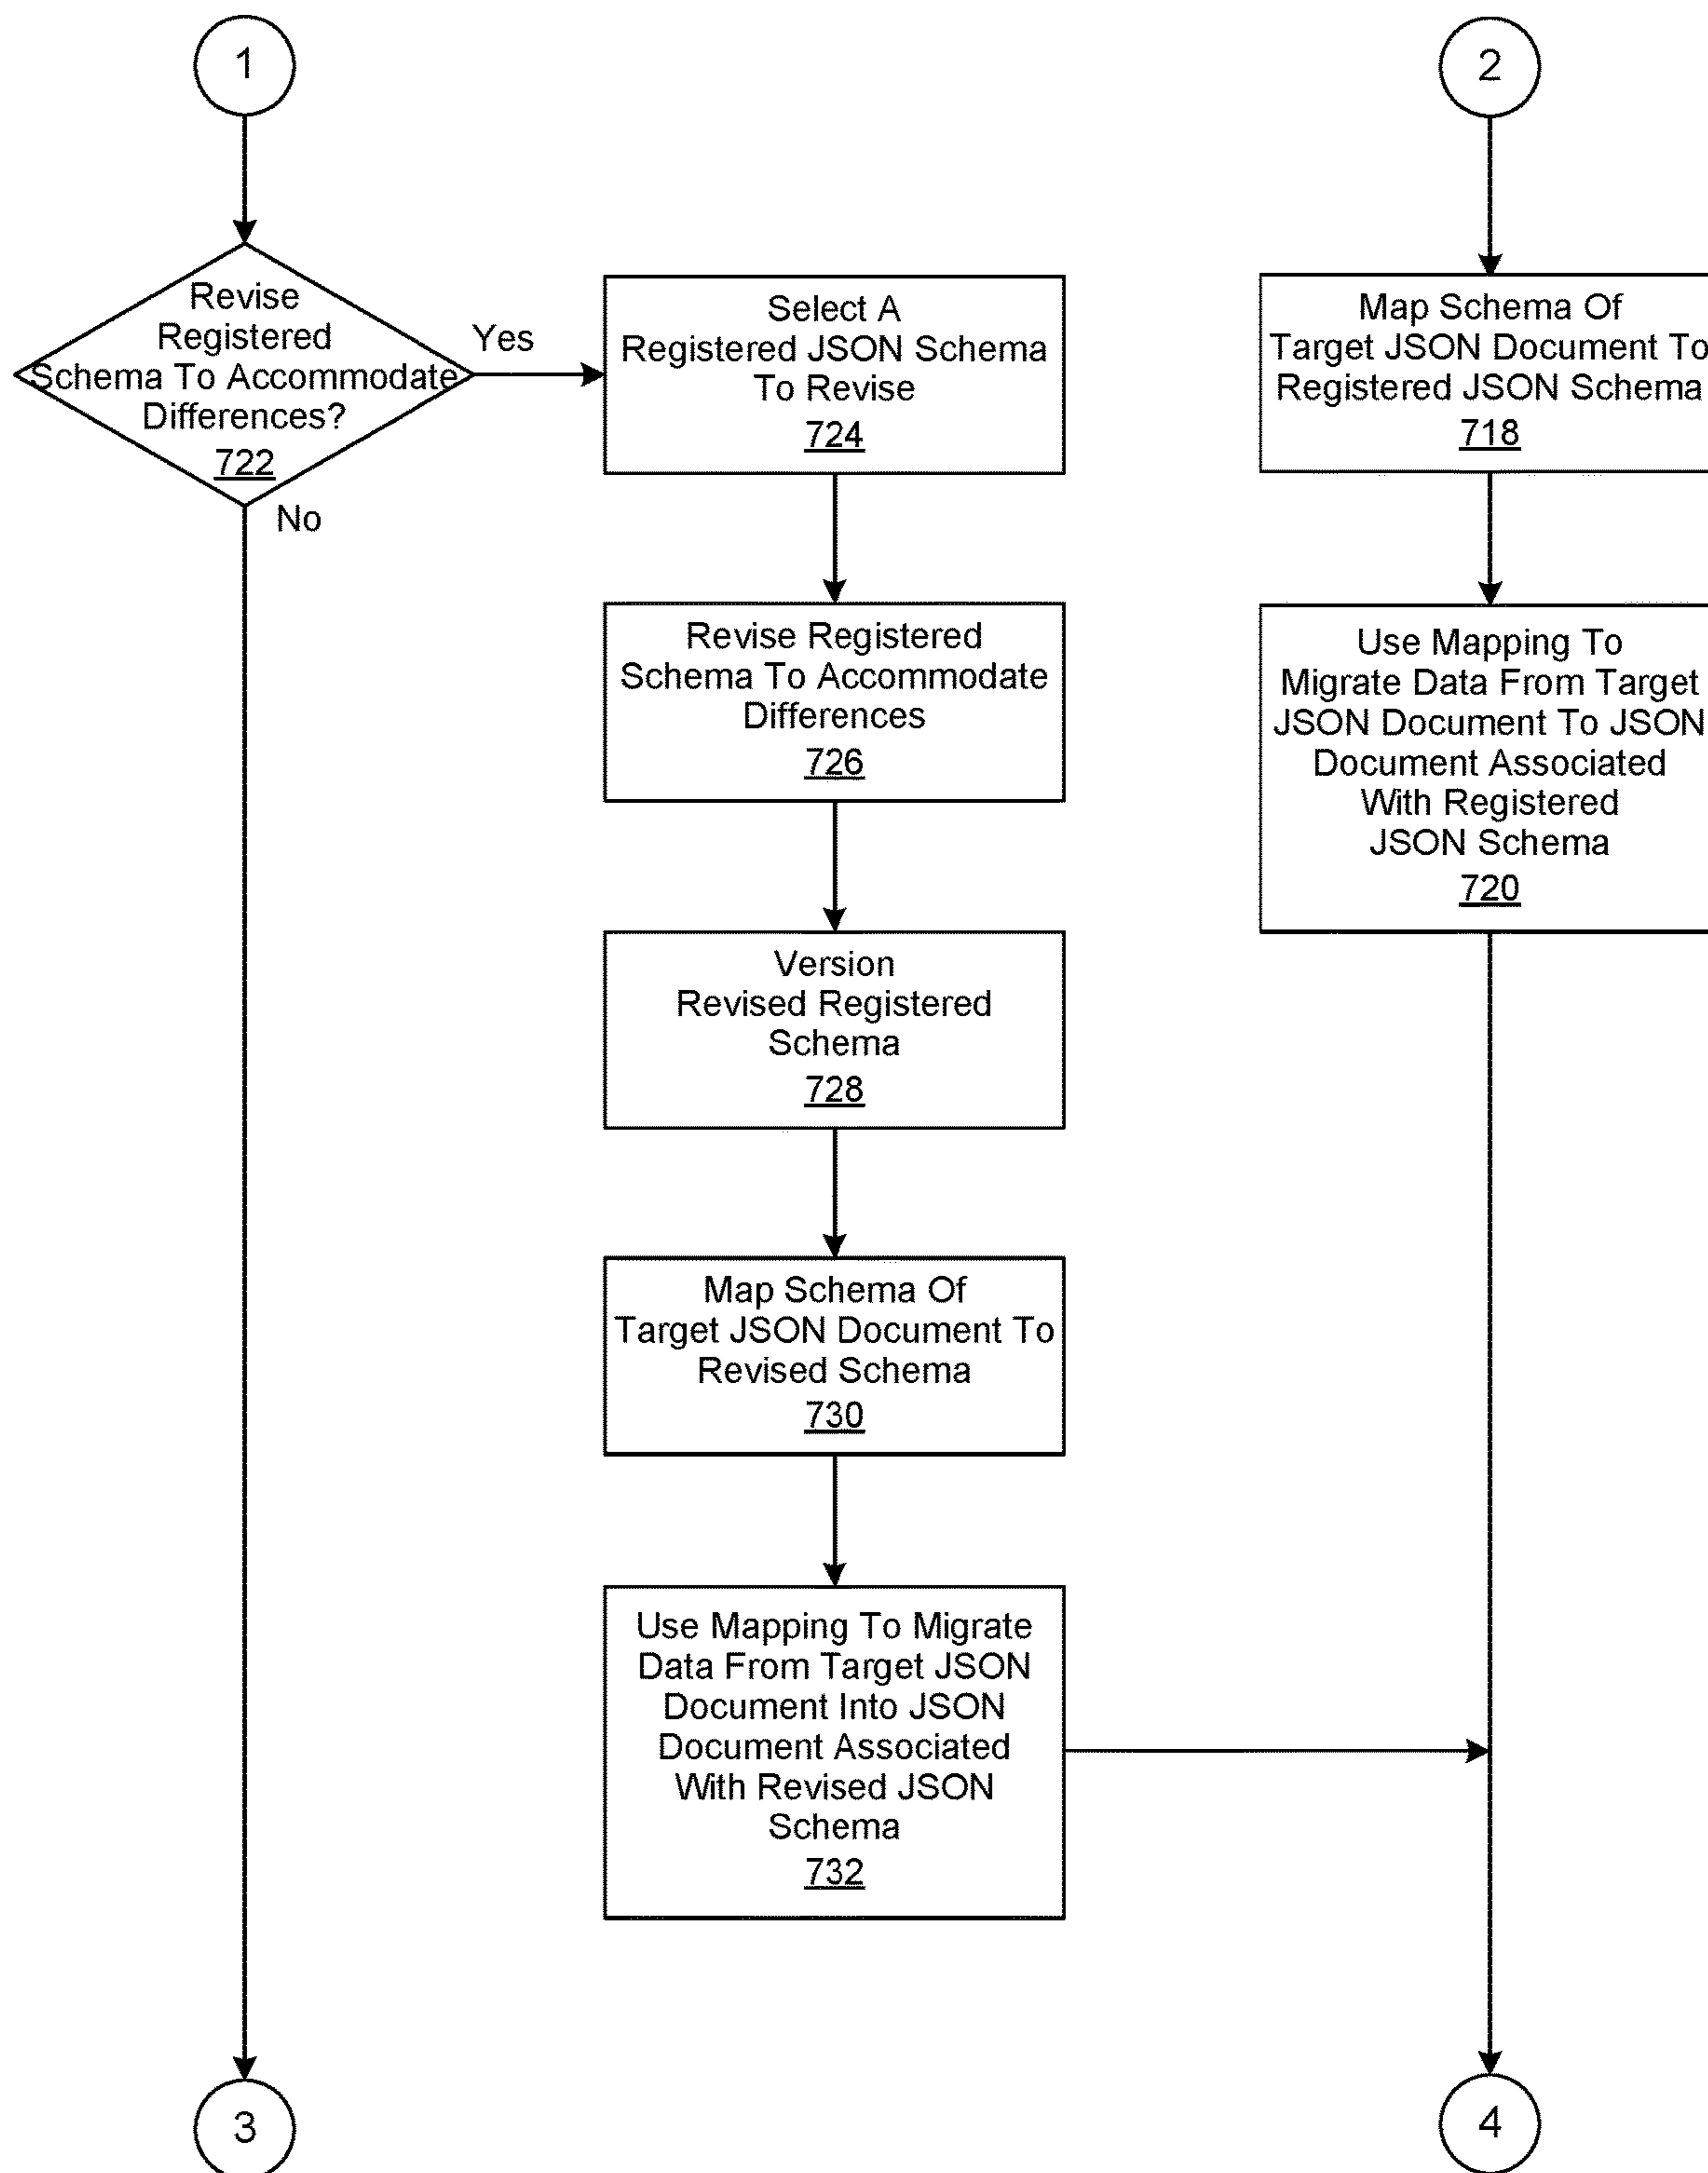 1
Revise
Registered
Schema To Accommodate
Differences?
722
Yes
No
Select A
Registered JSON Schema
To Revise
724
Revise Registered
Schema To Accommodate
Differences
726
Version
Revised Registered
Schema
728
Map Schema Of
Target JSON Document To
Revised Schema
730
Use Mapping To Migrate
Data From Target JSON
Document Into JSON
Document Associated
With Revised JSON
Schema
732
2
Map Schema Of
Target JSON Document To
Registered JSON Schema
718
Use Mapping To
Migrate Data From Target
JSON Document To JSON
Document Associated
With Registered
JSON Schema
720
3
4